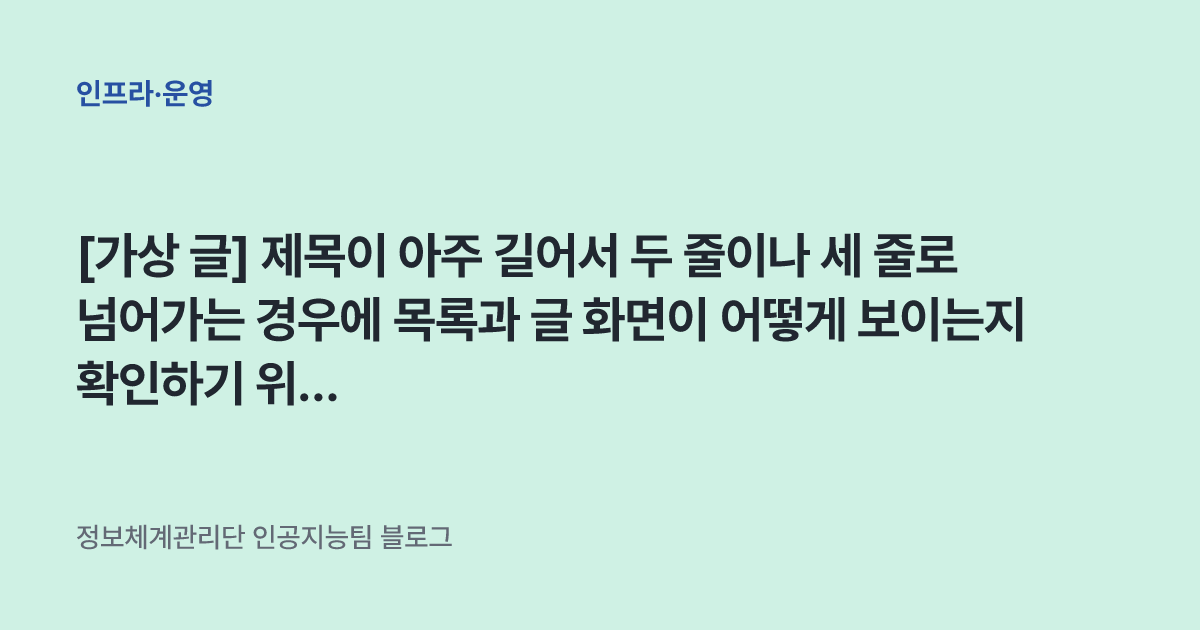 인프라·운영
[가상 글] 제목이 아주 길어서 두 줄이나 세 줄로
넘어가는 경우에 목록과 글 화면이 어떻게 보이는지
확인하기 위...
정보체계관리단 인공지능팀 블로그